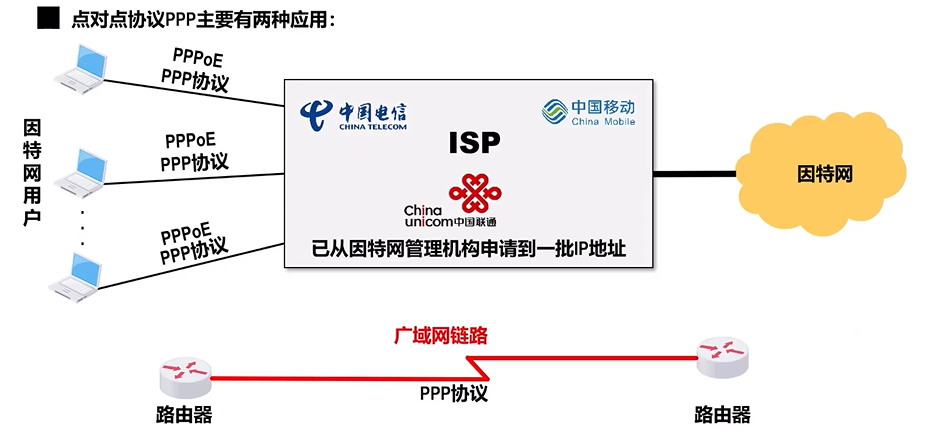 点对点协议PPP主要有两种应用：
PPPoE
PPP协议
中国电信
CHINA TELECOM
中国移动
China Mobile
因特网用户
PPPoE
PPP协议
ISP
因特网
China
unicom中国联通
PPPoE
PPP协议
已从因特网管理机构申请到一批IP地址
广域网链路
PPP协议
路由器
路由器